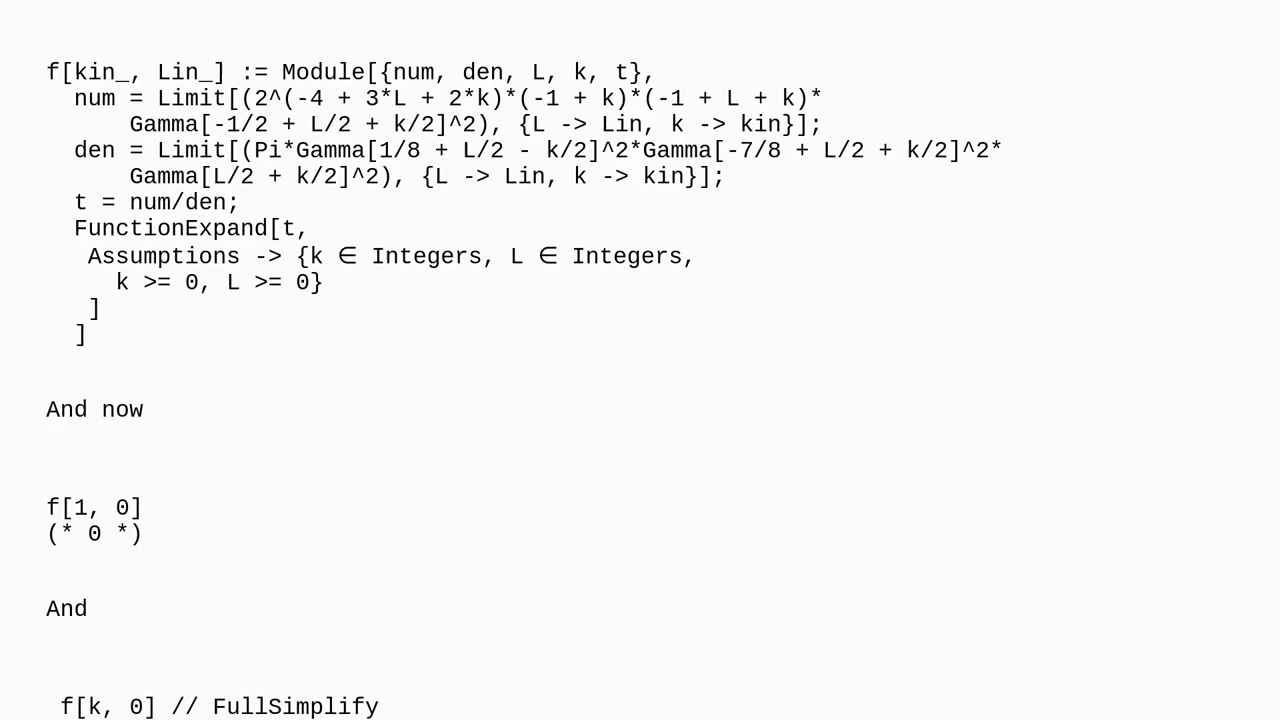 f[kin_, Lin_] := Module[{num, den, L, k, t},
  num = Limit[(2^(-4 + 3*L + 2*k)*(-1 + k)*(-1 + L + k)*
      Gamma[-1/2 + L/2 + k/2]^2), {L -> Lin, k -> kin}];
  den = Limit[(Pi*Gamma[1/8 + L/2 - k/2]^2*Gamma[-7/8 + L/2 + k/2]^2*
      Gamma[L/2 + k/2]^2), {L -> Lin, k -> kin}];
  t = num/den;
  FunctionExpand[t,
   Assumptions -> {k ∈ Integers, L ∈ Integers,
     k >= 0, L >= 0}
   ]
  ]
And now
f[1, 0]
(* 0 *)
And
 f[k, 0] // FullSimplify